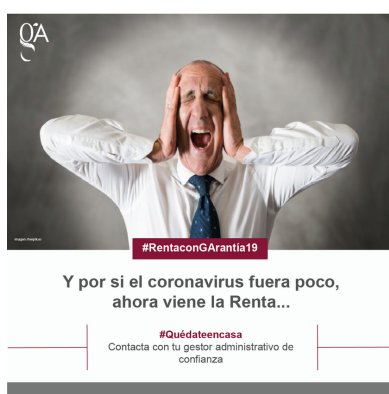 gA
#RentaconGArantía19
Y por si el coronavirus fuera poco,
ahora viene la Renta...
#Quédateencasa
Contacta con tu gestor administrativo de
confianza